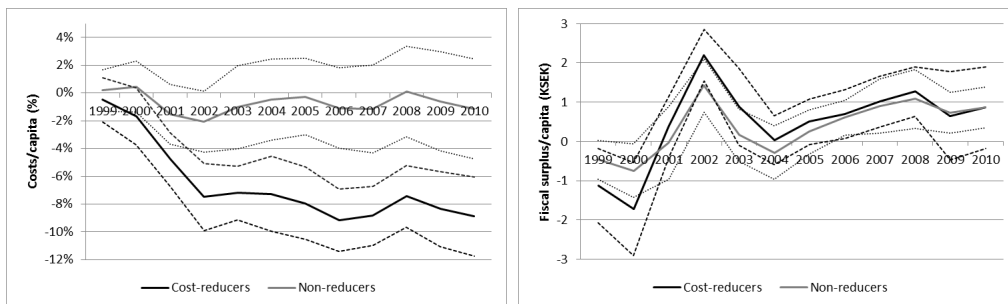 Costs/capita (%)
4%
2%
0%
-2%
-4%
-6%
-8%
-10%
-12%
1999 2000 2001 2002 2003 2004 2005 2006 2007 2008 2009 2010
Cost-reducers Non-reducers
Fiscal surplus/capita (KSEK)
3
2
1
0
-1
-2
-3
1999 2000 2001 2002 2003 2004 2005 2006 2007 2008 2009 2010
Cost-reducers Non-reducers